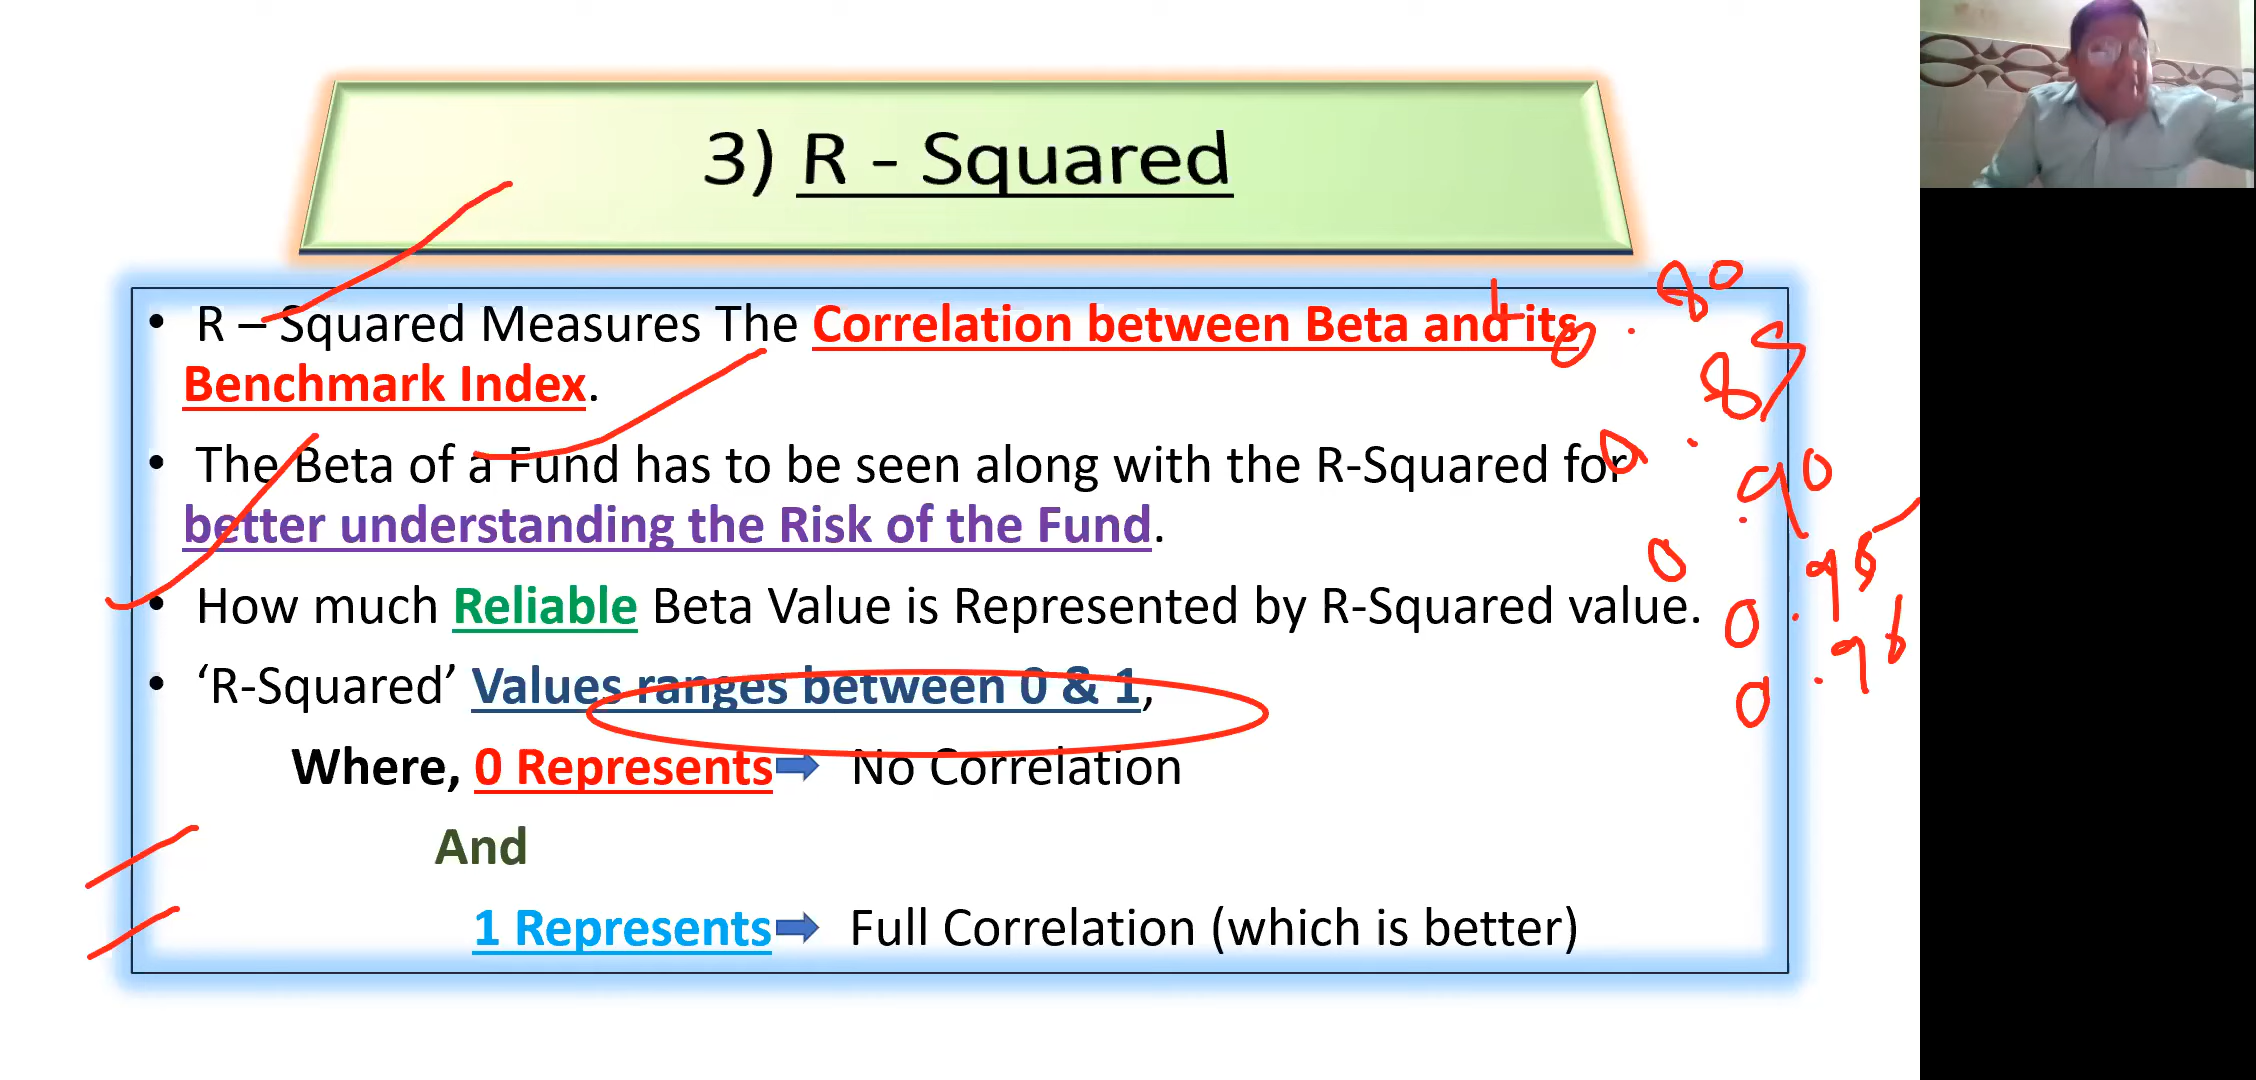 3) R - Squared
• R – Squared Measures The Correlation between Beta and its
Benchmark Index.
• The Beta of a Fund has to be seen along with the R-Squared for
better understanding the Risk of the Fund.
• How much Reliable Beta Value is Represented by R-Squared value.
• ‘R-Squared’ Values ranges between 0 & 1,
Where, 0 Represents No Correlation
And
1 Represents Full Correlation (which is better)
0.80
0.90
0.95
0.96